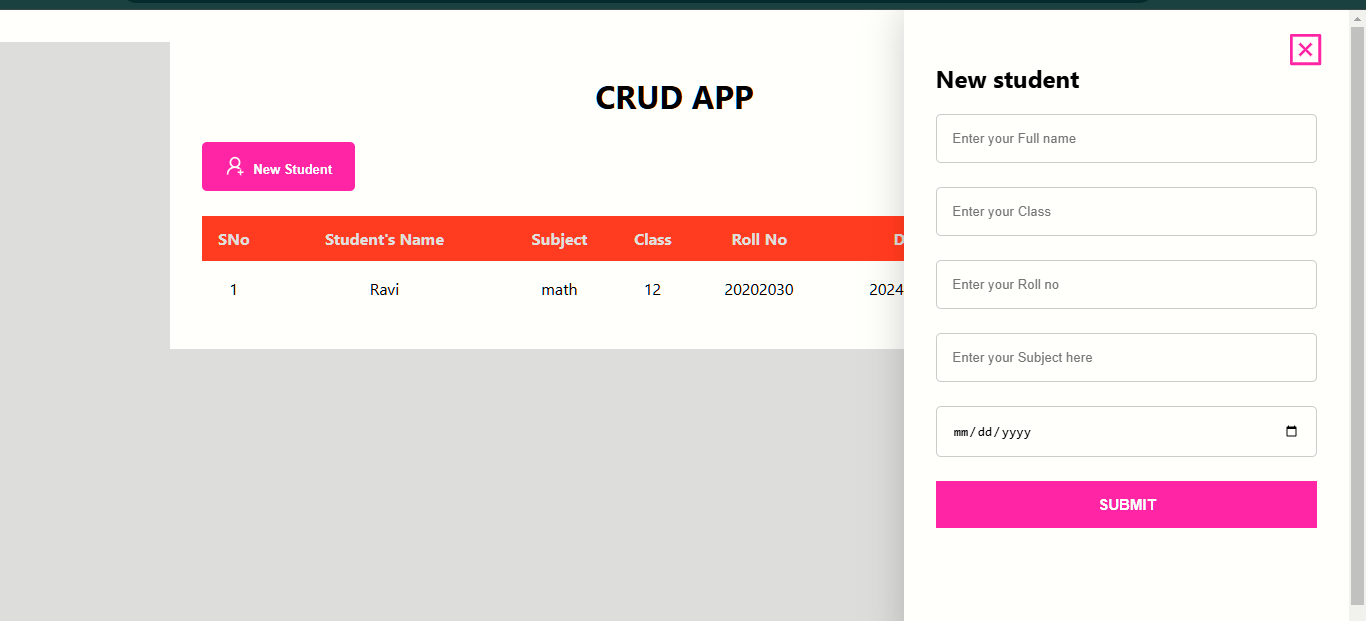 CRUD APP
New Student
SNo Student's Name Subject Class Roll No D
1 Ravi math 12 20202030 2024
New student
Enter your Full name
Enter your Class
Enter your Roll no
Enter your Subject here
mm/dd/yyyy
SUBMIT